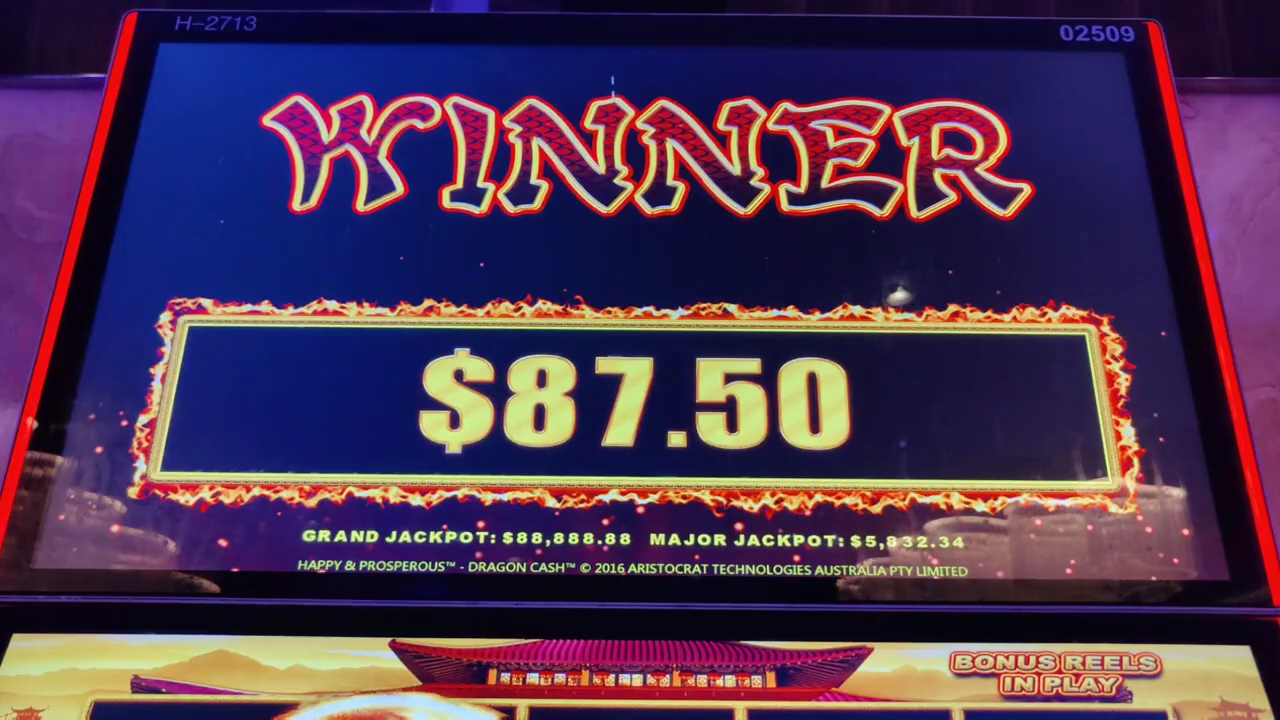 H-2713
02509
WINNER
$87.50
GRAND JACKPOT: $88,888.88 MAJOR JACKPOT: $5,832.34
HAPPY & PROSPEROUS™ - DRAGON CASH™ © 2016 ARISTOCRAT TECHNOLOGIES AUSTRALIA PTY LIMITED
BONUS REELS
IN PLAY